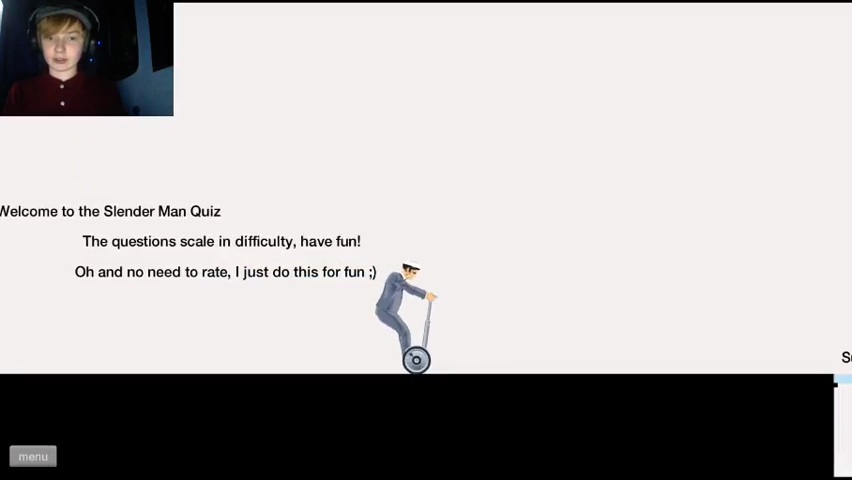 Welcome to the Slender Man Quiz
The questions scale in difficulty, have fun!
Oh and no need to rate, I just do this for fun ;)
menu